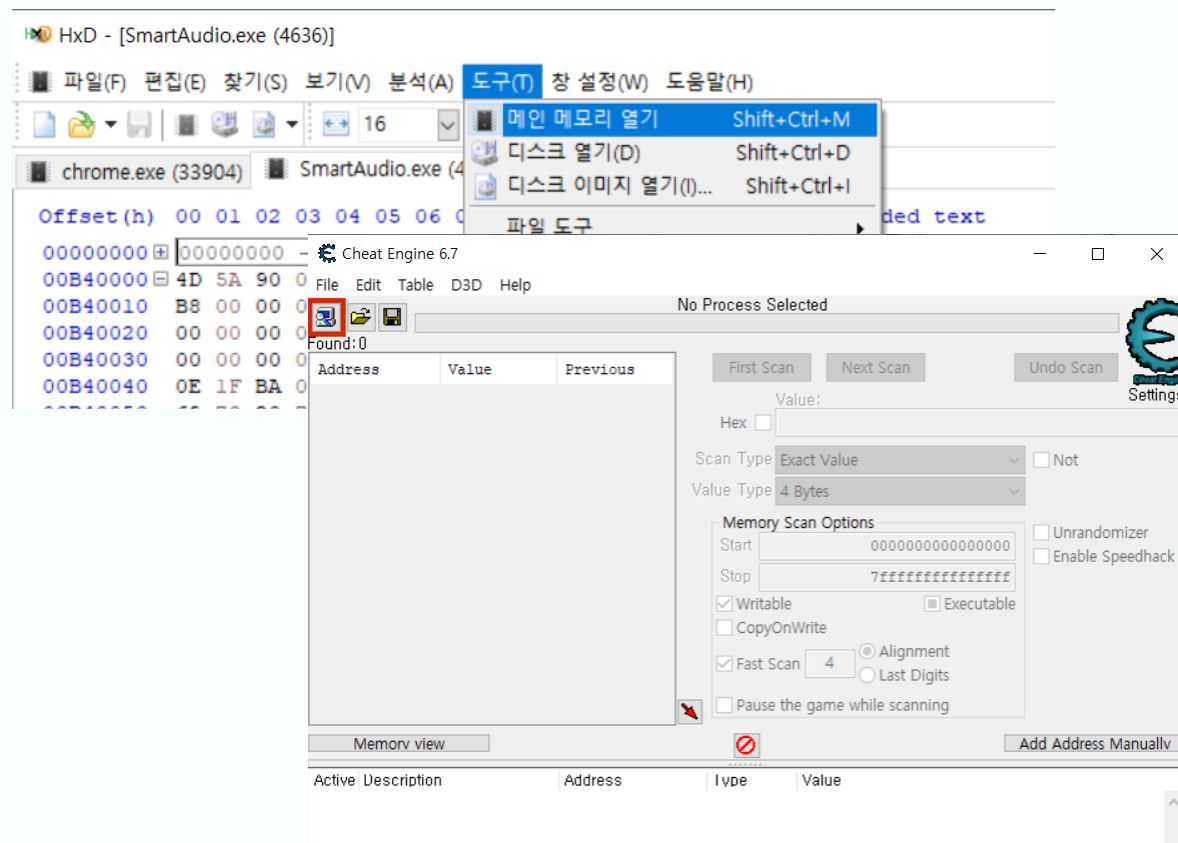 HxD - [SmartAudio.exe (4636)]
파일(F) 편집(E) 찾기(S) 보기(V) 분석(A) 도구(T) 창 설정(W) 도움말(H)
16
메인 메모리 열기 Shift+Ctrl+M
디스크 열기(D) Shift+Ctrl+D
디스크 이미지 열기(I)... Shift+Ctrl+I
파일 도구
chrome.exe (33904) SmartAudio.exe (4
Offset(h) 00 01 02 03 04 05 06 ded text
00000000 00000000
00B40000 4D 5A 90
00B40010 B8 00 00
00B40020 00 00 00
00B40030 00 00 00
00B40040 0E 1F BA
Cheat Engine 6.7
File Edit Table D3D Help
No Process Selected
Found:0
Address Value Previous
First Scan Next Scan Undo Scan
Cheat Engine
Settings
Value:
Hex
Scan Type Exact Value Not
Value Type 4 Bytes
Memory Scan Options
Start 0000000000000000
Stop 7fffffffffffffff
Unrandomizer
Enable Speedhack
Writable Executable
CopyOnWrite
Fast Scan 4 Alignment
Last Digits
Pause the game while scanning
Memory view Add Address Manually
Active Description Address Type Value